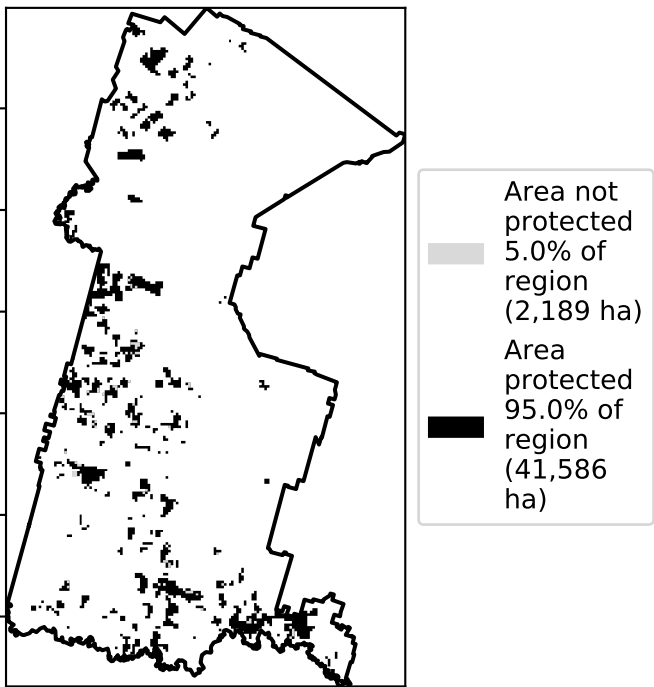 Area not
protected
5.0% of
region
(2,189 ha)
Area
protected
95.0% of
region
(41,586
ha)